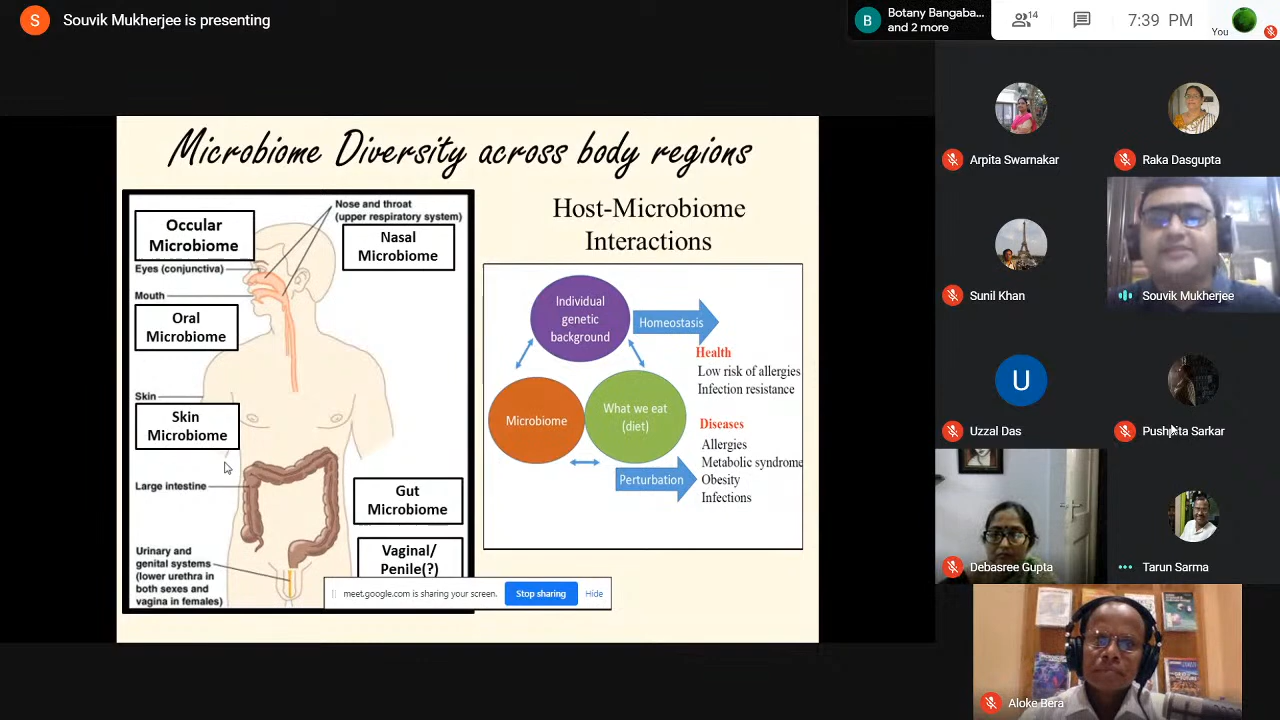 S
Souvik Mukherjee is presenting
B
Botany Bangaba...
and 2 more
14
7:39 PM
You
Microbiome Diversity across body regions
Nose and throat
(upper respiratory system)
Occular
Microbiome
Nasal
Microbiome
Eyes (conjunctiva)
Mouth
Oral
Microbiome
Skin
Skin
Microbiome
Large intestine
Gut
Microbiome
Vaginal/
Penile(?)
Urinary and
genital systems
(lower urethra in
both sexes and
vagina in females)
Host-Microbiome
Interactions
Individual
genetic
background
Homeostasis
Health
Low risk of allergies
Infection resistance
Microbiome
What we eat
(diet)
Diseases
Allergies
Metabolic syndrome
Obesity
Infections
Perturbation
meet.google.com is sharing your screen.
Stop sharing
Hide
Arpita Swarnakar
Raka Dasgupta
Sunil Khan
Souvik Mukherjee
U
Uzzal Das
Pushpita Sarkar
Debasree Gupta
Tarun Sarma
Aloke Bera